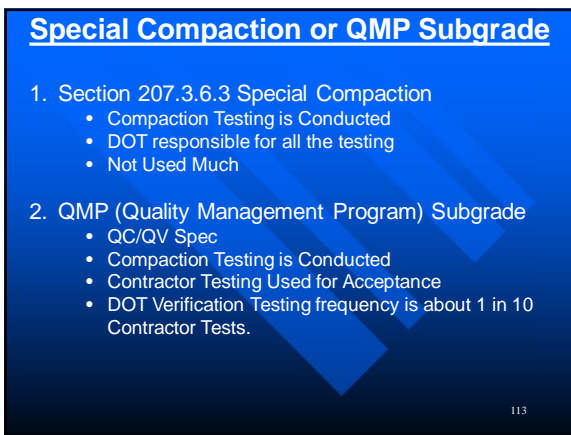 Special Compaction or QMP Subgrade
1. Section 207.3.6.3 Special Compaction
• Compaction Testing is Conducted
• DOT responsible for all the testing
• Not Used Much
2. QMP (Quality Management Program) Subgrade
• QC/QV Spec
• Compaction Testing is Conducted
• Contractor Testing Used for Acceptance
• DOT Verification Testing frequency is about 1 in 10
Contractor Tests.
113